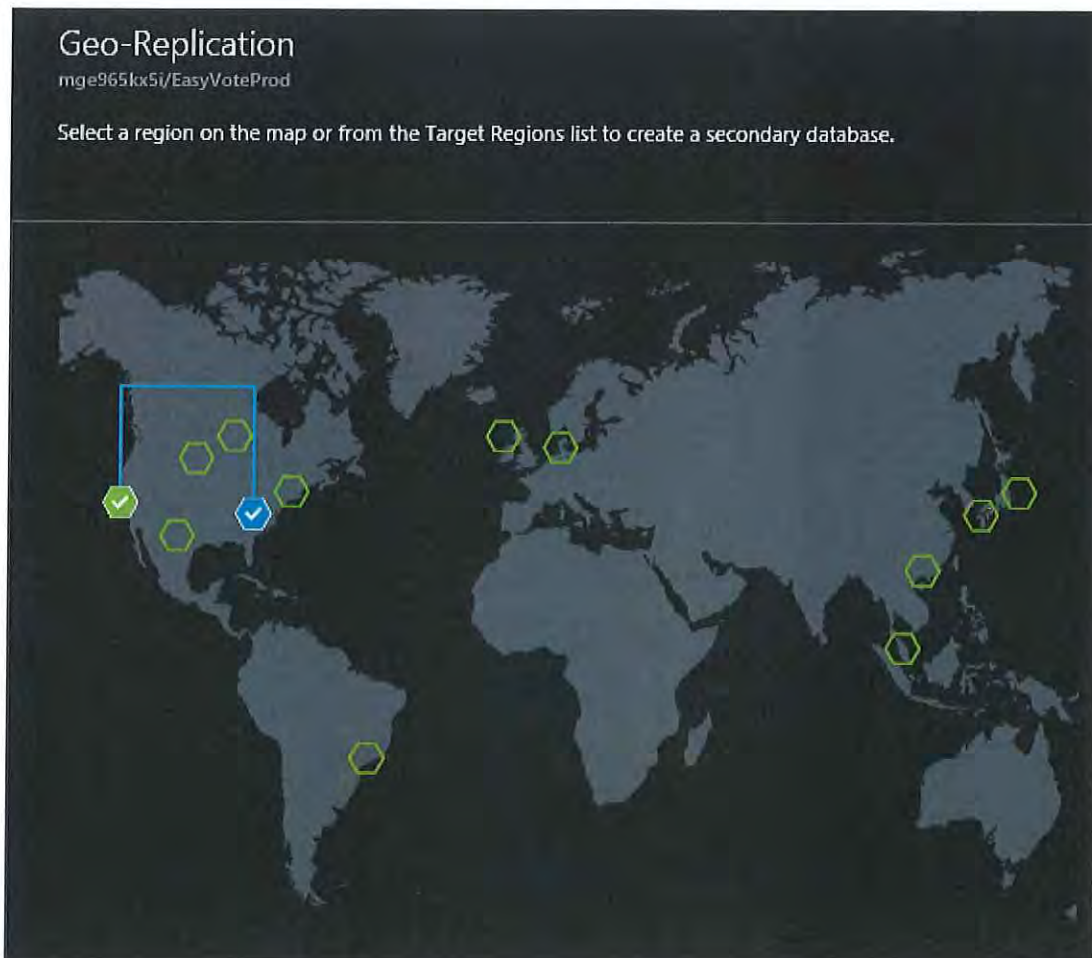 Geo-Replication
mge965kx5i/EasyVoteProd
Select a region on the map or from the Target Regions list to create a secondary database.